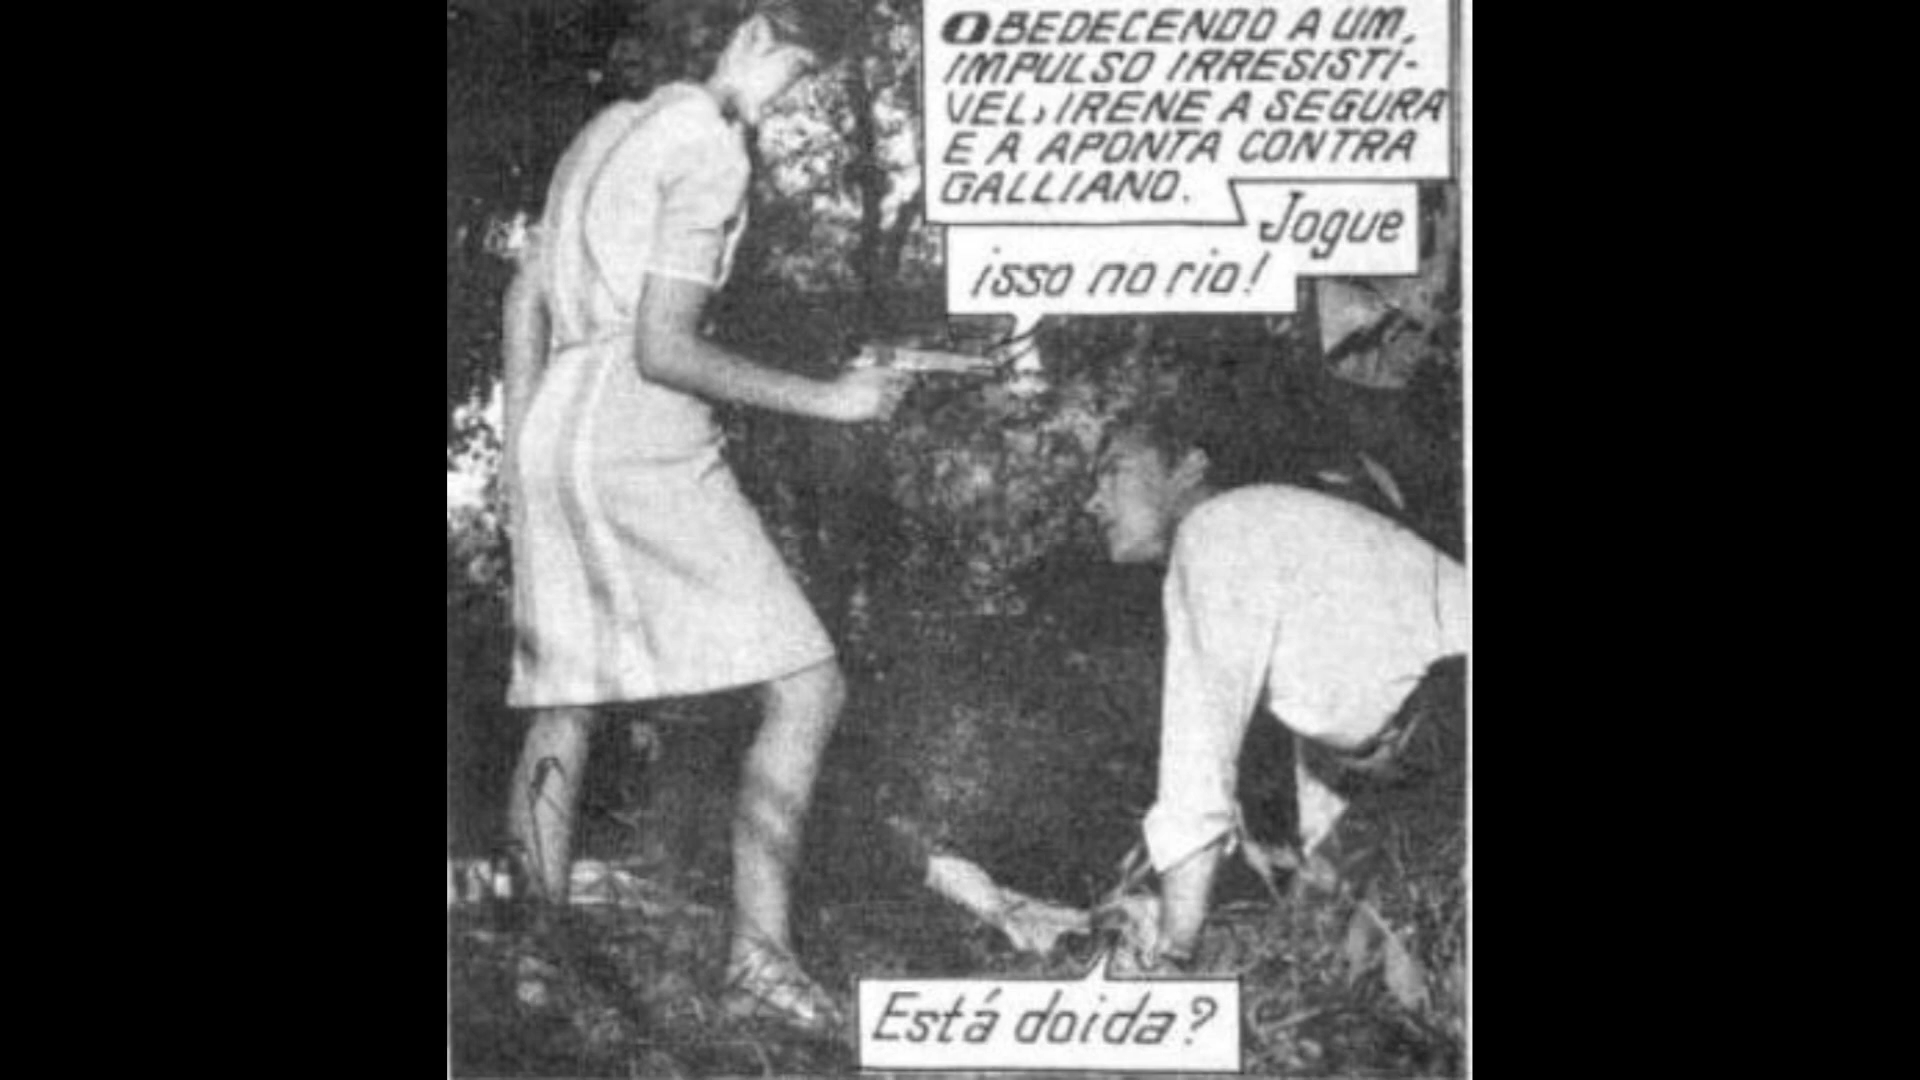 OBEDECENDO A UM,
IMPULSO IRRESISTI-
VEL, IRENE A SEGURA
E A APONTA CONTRA
GALLIANO.
Jogue
isso no rio!
Está doida?